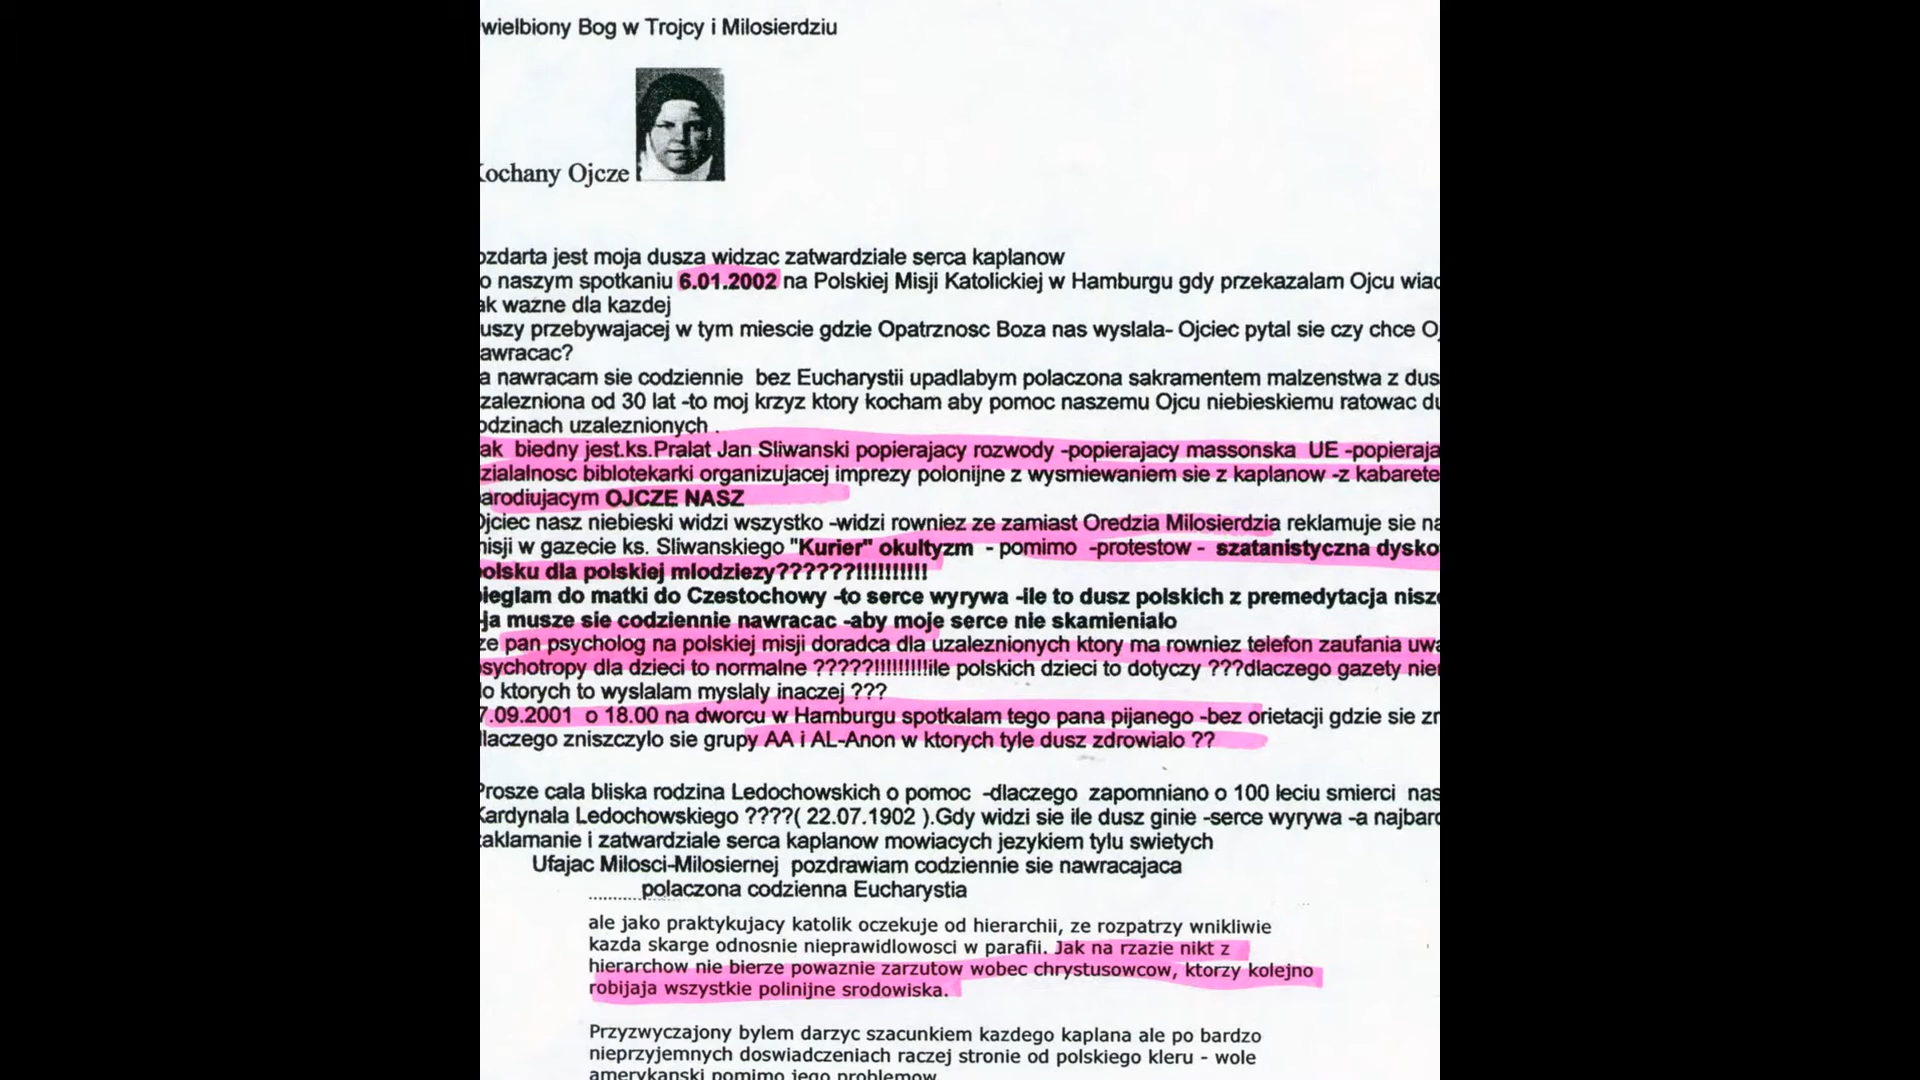 wielbiony Bog w Trojcy i Milosierdziu
ochany Ojcze
ozdarta jest moja dusza widzac zatwardziale serca kaplanow
o naszym spotkaniu 6.01.2002 na Polskiej Misji Katolickiej w Hamburgu gdy przekazalam Ojcu wiad
ak wazne dla kazdej
uszy przebywajacej w tym miescie gdzie Opatrznosc Boza nas wyslala- Ojciec pytal sie czy chce O
awracac?
a nawracam sie codziennie bez Eucharystii upadlabym polaczona sakramentem malzenstwa z dus
zalezniona od 30 lat -to moj krzyz ktory kocham aby pomoc naszemu Ojcu niebieskiemu ratowac du
odzinach uzaleznionych .
ak biedny jest.ks.Pralat Jan Sliwanski popierajacy rozwody -popierajacy massonska UE -popieraja
zialalnosc biblotekarki organizujacej imprezy polonijne z wysmiewaniem sie z kaplanow -z kabarete
arodiujacym OJCZE NASZ
Ojciec nasz niebieski widzi wszystko -widzi rowniez ze zamiast Oredzia Milosierdzia reklamuje sie na
misji w gazecie ks. Sliwanskiego "Kurier" okultyzm - pomimo -protestow - szatanistyczna dysko
polsku dla polskiej mlodziezy??????!!!!!!!!!!
bieglam do matki do Czestochowy -to serce wyrywa -ile to dusz polskich z premedytacja nisze
-ja musze sie codziennie nawracac -aby moje serce nie skamienialo
ze pan psycholog na polskiej misji doradca dla uzaleznionych ktory ma rowniez telefon zaufania uwa
psychotropy dla dzieci to normalne ?????!!!!!!!!!ile polskich dzieci to dotyczy ???dlaczego gazety nier
do ktorych to wyslalam myslaly inaczej ???
7.09.2001 o 18.00 na dworcu w Hamburgu spotkalam tego pana pijanego -bez orietacji gdzie sie zn
dlaczego zniszczylo sie grupy AA i AL-Anon w ktorych tyle dusz zdrowialo ??
Prosze cala bliska rodzina Ledochowskich o pomoc -dlaczego zapomniano o 100 leciu smierci nas
Kardynala Ledochowskiego ????( 22.07.1902 ).Gdy widzi sie ile dusz ginie -serce wyrywa -a najbard
zaklamanie i zatwardziale serca kaplanow mowiacych jezykiem tylu swietych
Ufajac Milosci-Milosiernej pozdrawiam codziennie sie nawracajaca
polaczona codzienna Eucharystia
ale jako praktykujacy katolik oczekuje od hierarchii, ze rozpatrzy wnikliwie
kazda skarge odnosnie nieprawidlowosci w parafii. Jak na rzazie nikt z
hierarchow nie bierze powaznie zarzutow wobec chrystusowcow, ktorzy kolejno
robijaja wszystkie polinijne srodowiska.
Przyzwyczajony bylem darzyc szacunkiem kazdego kaplana ale po bardzo
nieprzyjemnych doswiadczeniach raczej stronie od polskiego kleru - wole
amerykanski pomimo jego problemow.